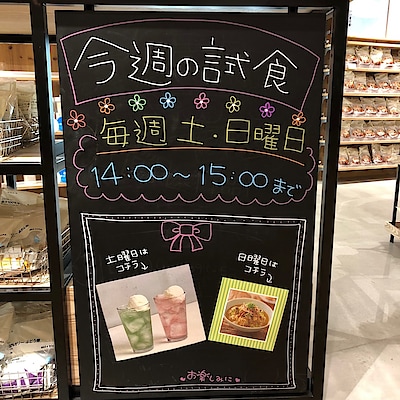 今週の試食
毎週土・日曜日
14:00～15:00まで
土曜日は
コチラ↓
日曜日は
コチラ↓
お楽しみに